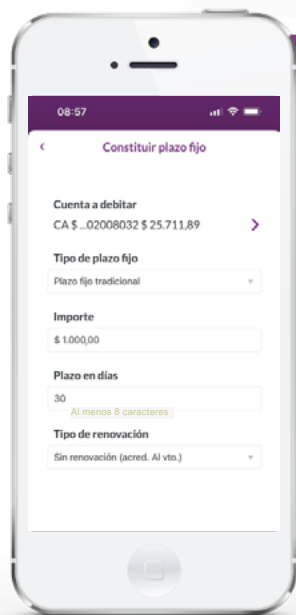 08:57
Constituir plazo fijo
Cuenta a debitar
CA $ ...02008032 $ 25.711,89
Tipo de plazo fijo
Plazo fijo tradicional
Importe
$ 1.000,00
Plazo en días
30
Al menos 8 caracteres
Tipo de renovación
Sin renovación (acred. Al vto.)